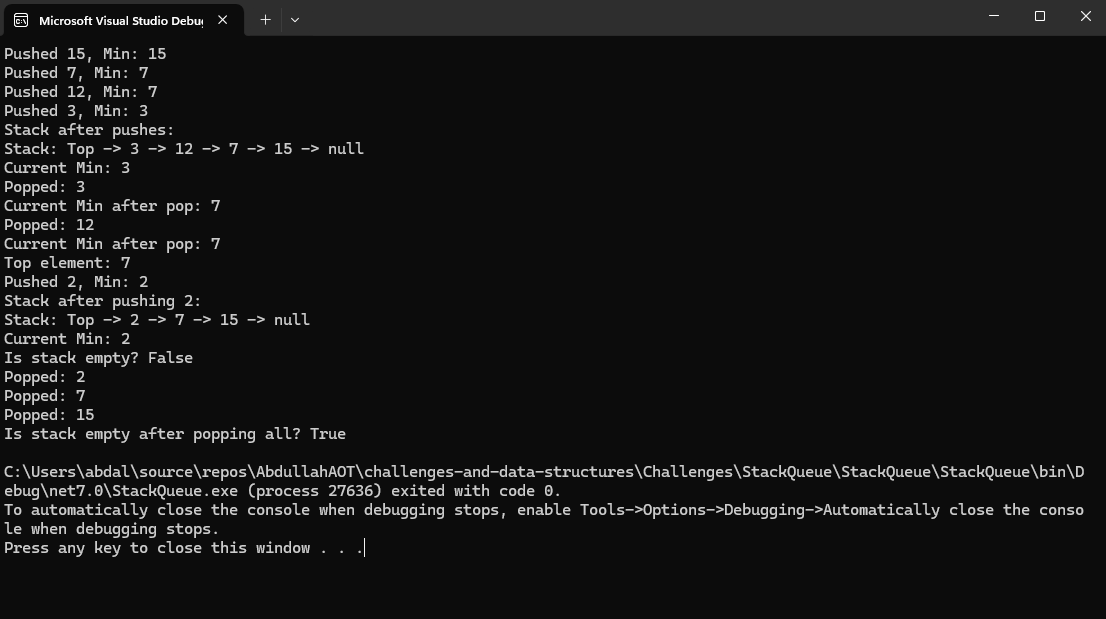 Microsoft Visual Studio Debug
Pushed 15, Min: 15
Pushed 7, Min: 7
Pushed 12, Min: 7
Pushed 3, Min: 3
Stack after pushes:
Stack: Top -> 3 -> 12 -> 7 -> 15 -> null
Current Min: 3
Popped: 3
Current Min after pop: 7
Popped: 12
Current Min after pop: 7
Top element: 7
Pushed 2, Min: 2
Stack after pushing 2:
Stack: Top -> 2 -> 7 -> 15 -> null
Current Min: 2
Is stack empty? False
Popped: 2
Popped: 7
Popped: 15
Is stack empty after popping all? True
C:\Users\abdal\source\repos\AbdullahAOT\challenges-and-data-structures\Challenges\StackQueue\StackQueue\StackQueue\bin\D
ebug\net7.0\StackQueue.exe (process 27636) exited with code 0.
To automatically close the console when debugging stops, enable Tools->Options->Debugging->Automatically close the conso
le when debugging stops.
Press any key to close this window . . .